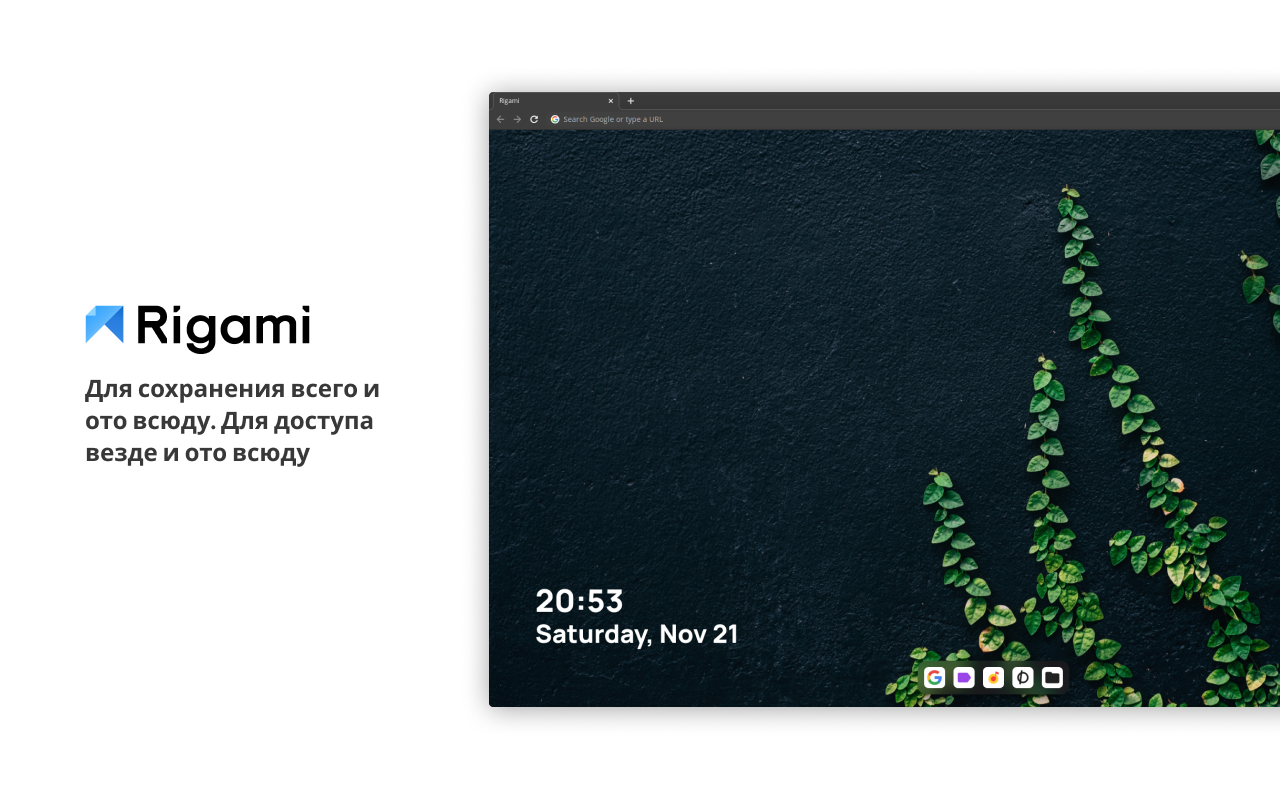 Rigami
Для сохранения всего и
ото всюду. Для доступа
везде и ото всюду
Rigami
Search Google or type a URL
20:53
Saturday, Nov 21